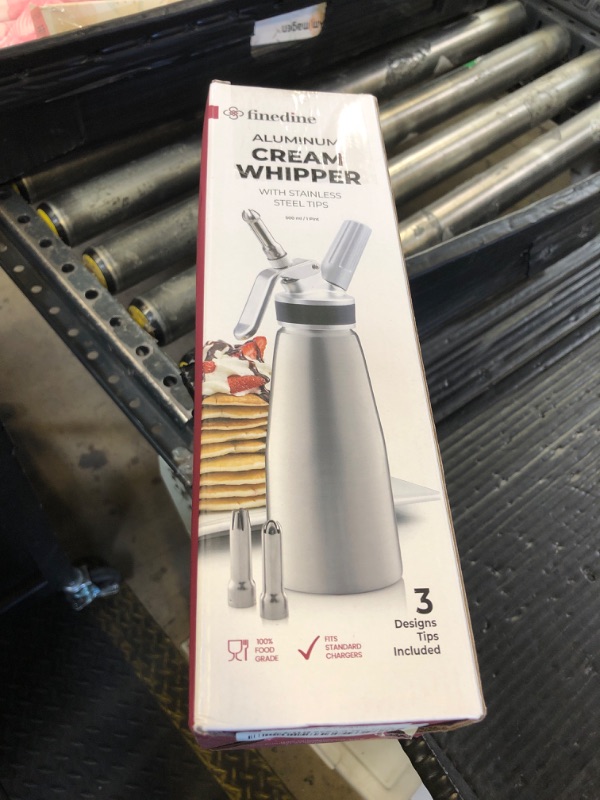 finedine
ALUMINUM
CREAM
WHIPPER
WITH STAINLESS
STEEL TIPS
500 ml / 1 Pint
3
Designs
Tips
Included
100%
FOOD
GRADE
FITS
STANDARD
CHARGERS